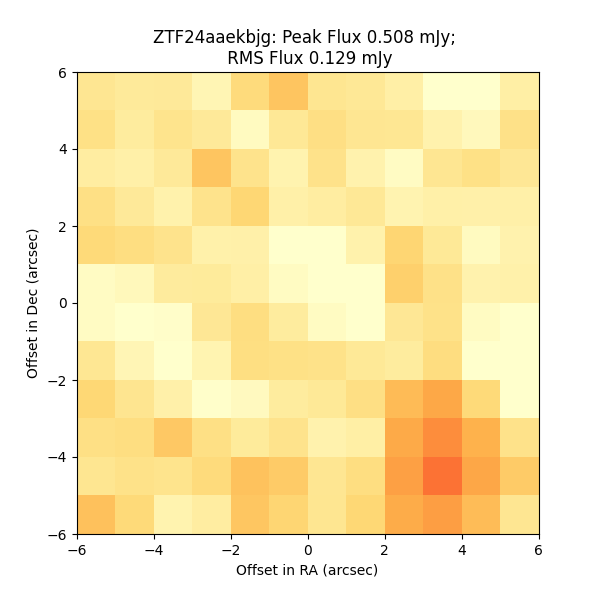 ZTF24aaekbjg: Peak Flux 0.508 mJy;
RMS Flux 0.129 mJy
6
4
2
0
−2
−4
−6
Offset in Dec (arcsec)
−6 −4 −2 0 2 4 6
Offset in RA (arcsec)